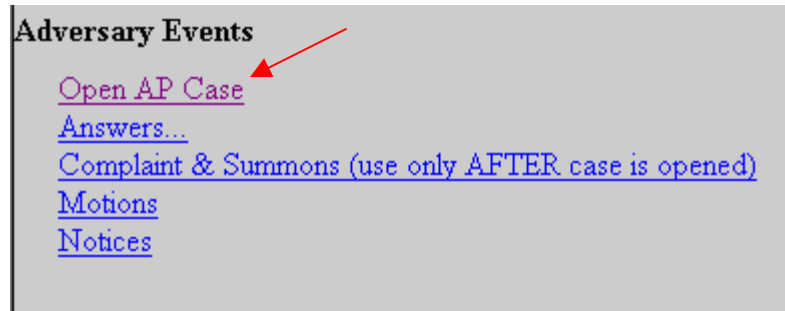 Adversary Events
Open AP Case
Answers...
Complaint & Summons (use only AFTER case is opened)
Motions
Notices